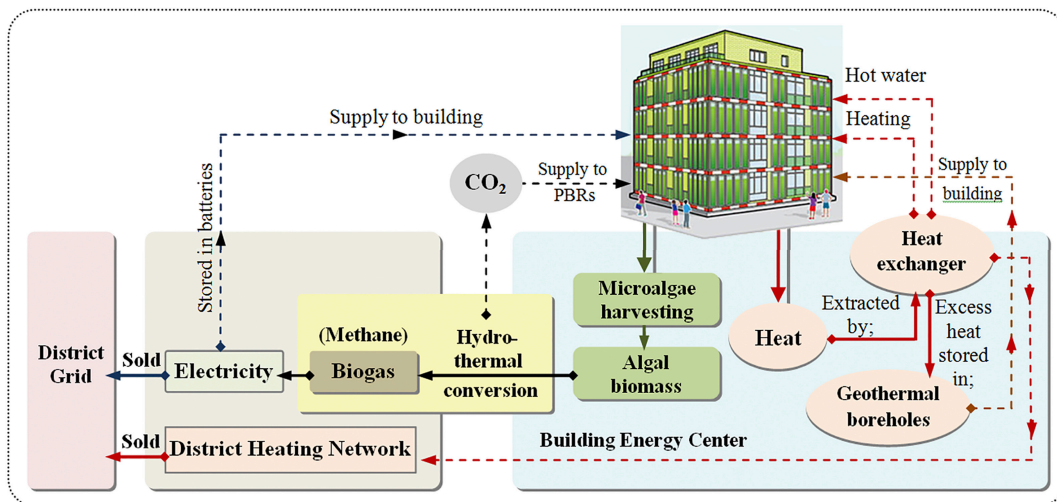 Hot water
Supply to building
Heating
CO₂
Supply to
PBRs
Supply to
building
Stored in batteries
Heat
exchanger
Microalgae
harvesting
Extracted
by;
Excess
heat
stored
in;
(Methane)
Hydro-
thermal
conversion
Heat
District
Grid
Sold
Electricity
Biogas
Algal
biomass
Geothermal
boreholes
Sold
District Heating Network
Building Energy Center